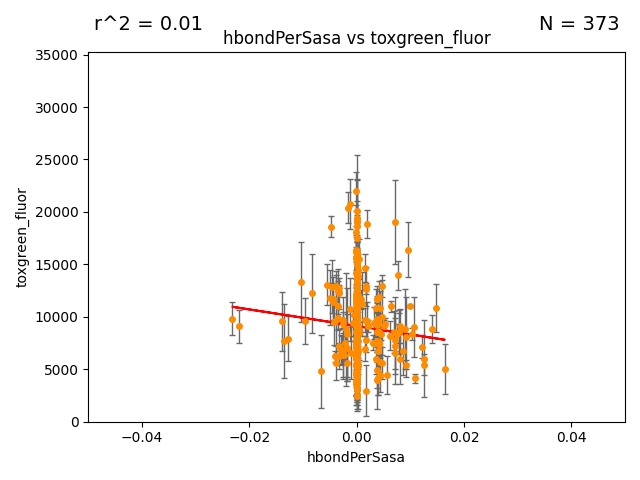 r^2 = 0.01
N = 373
hbondPerSasa vs toxgreen_fluor
35000
30000
25000
20000
15000
10000
5000
0
toxgreen_fluor
−0.04
−0.02
0.00
0.02
0.04
hbondPerSasa